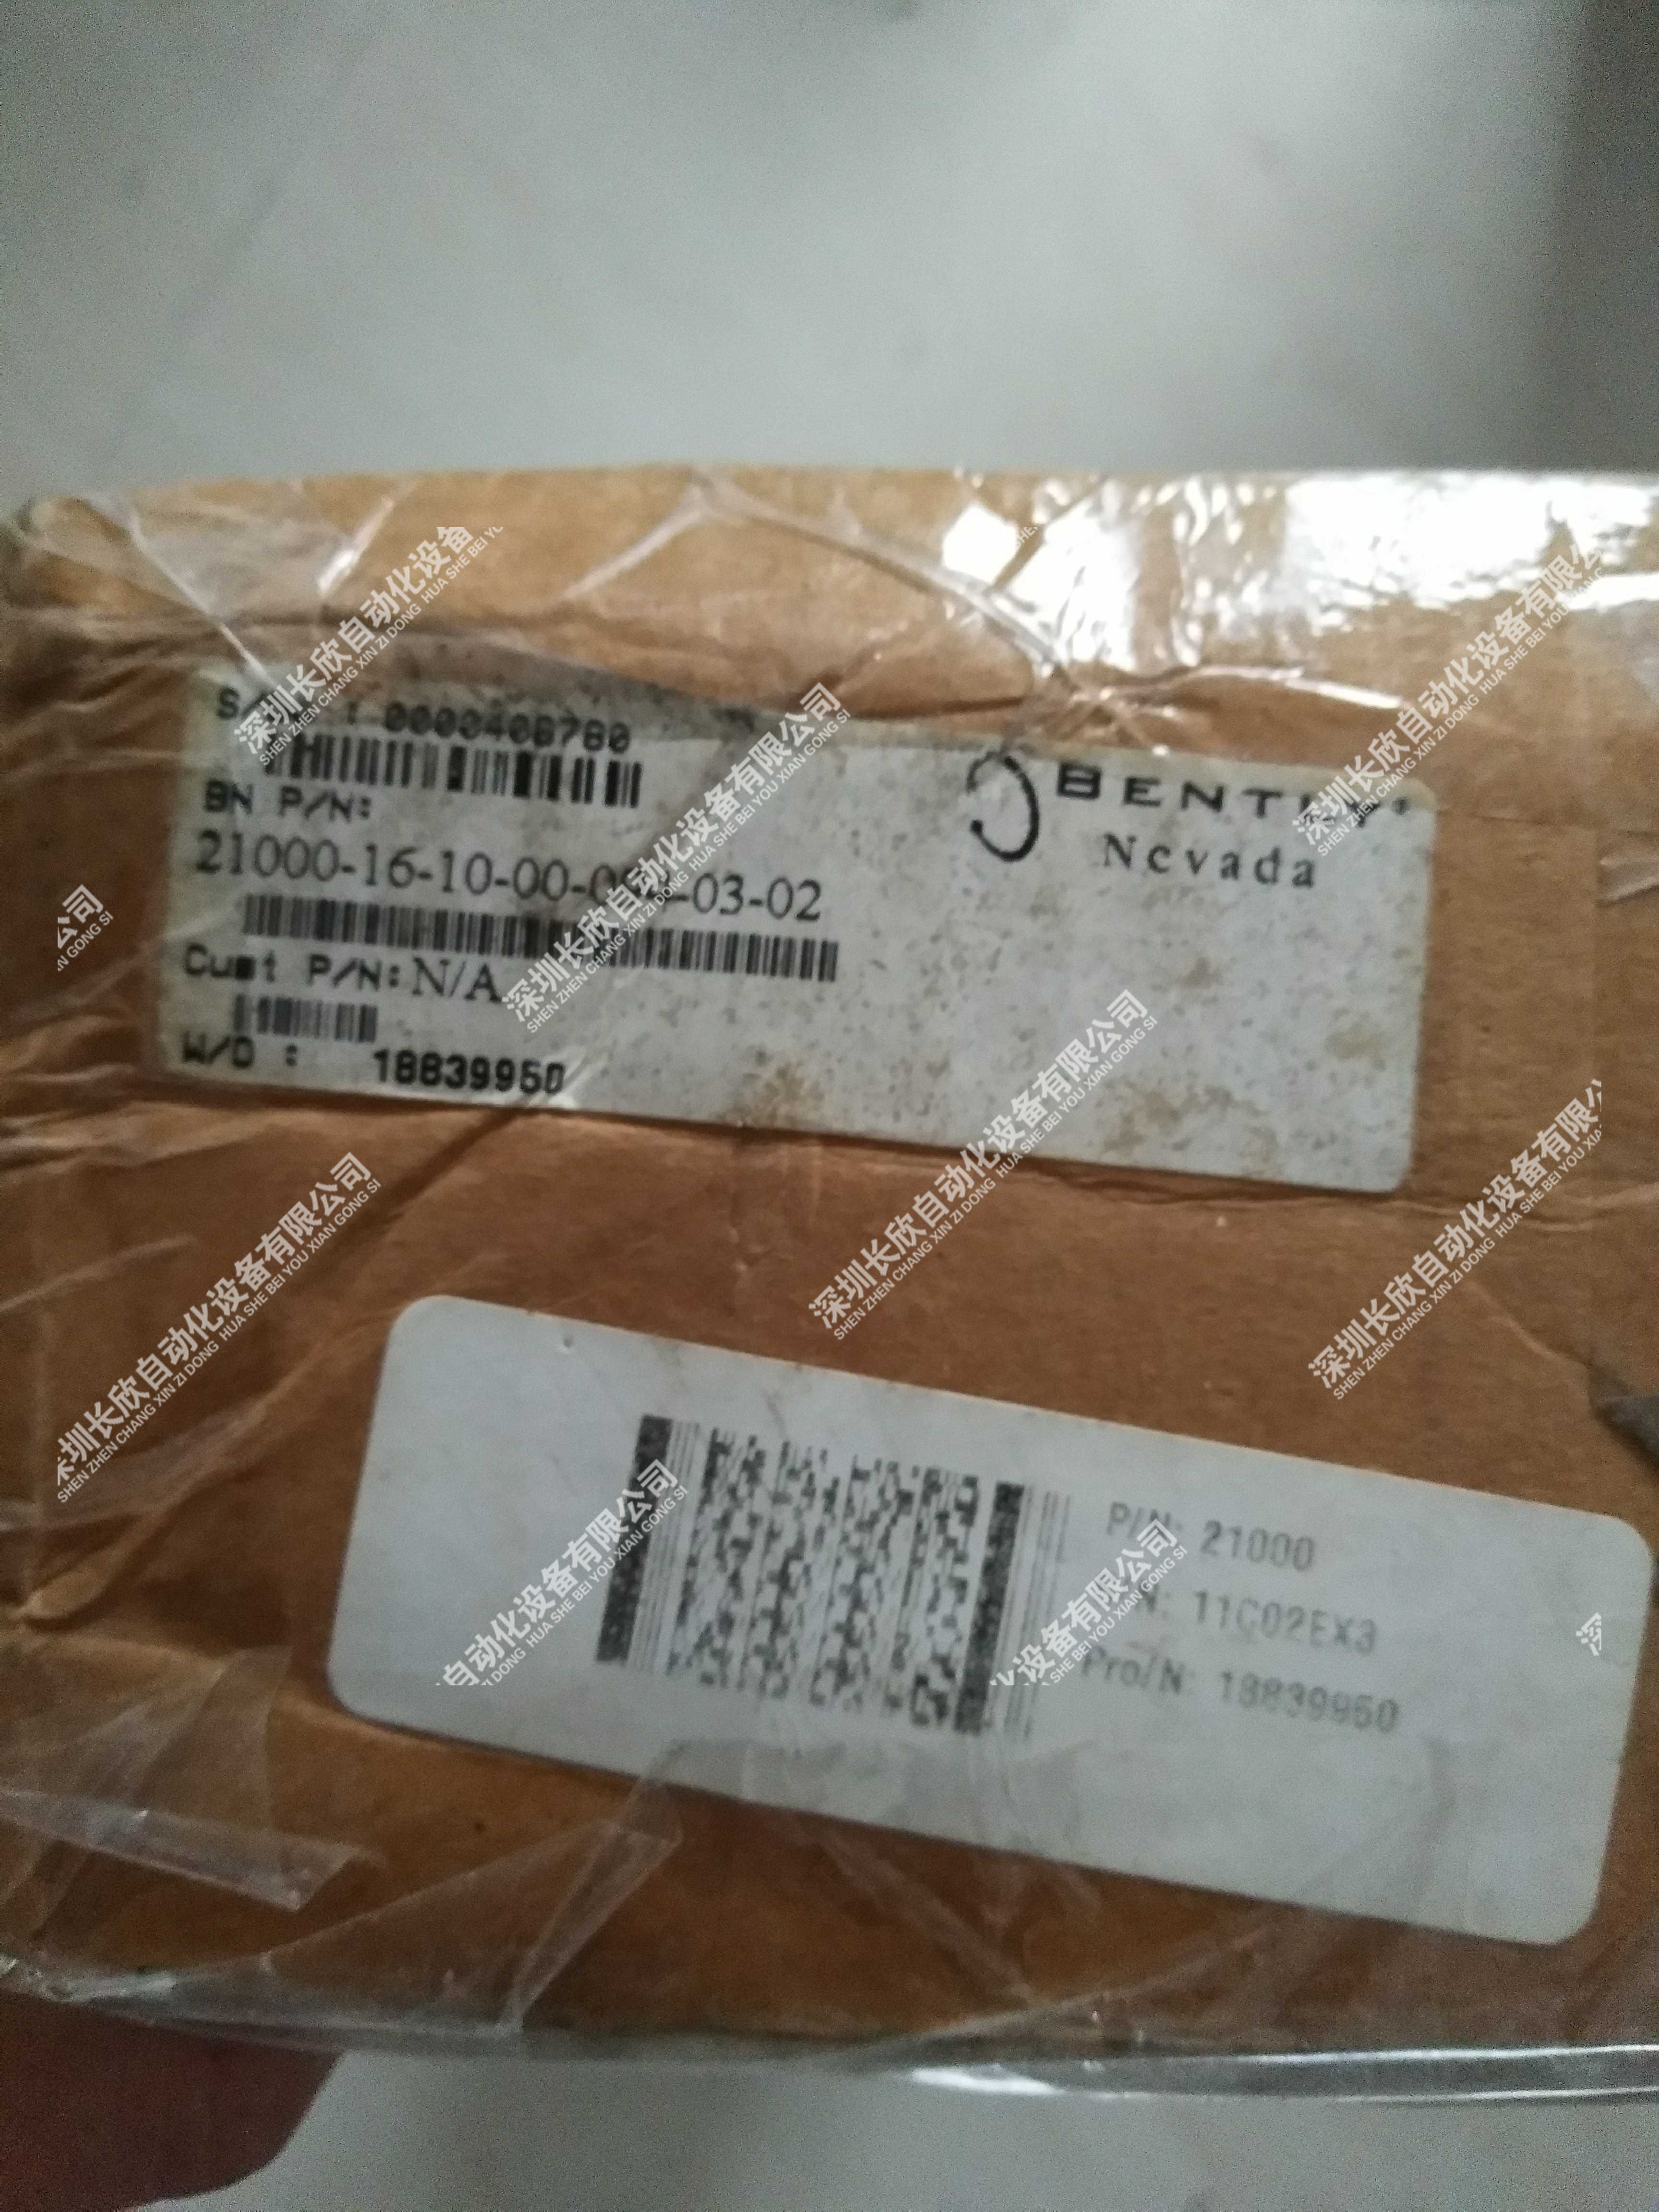 BENTLY
Nevada
BN P/N:
21000-16-10-00- -03-02
Cust P/N: N/A
W/O : 18839950
P/N: 21000
11C02EX3
Pro/N: 18839950
深圳长欣自动化设备有限公司
SHEN ZHEN CHANG XIN ZI DONG HUA SHE BEI YOU XIAN GONG SI